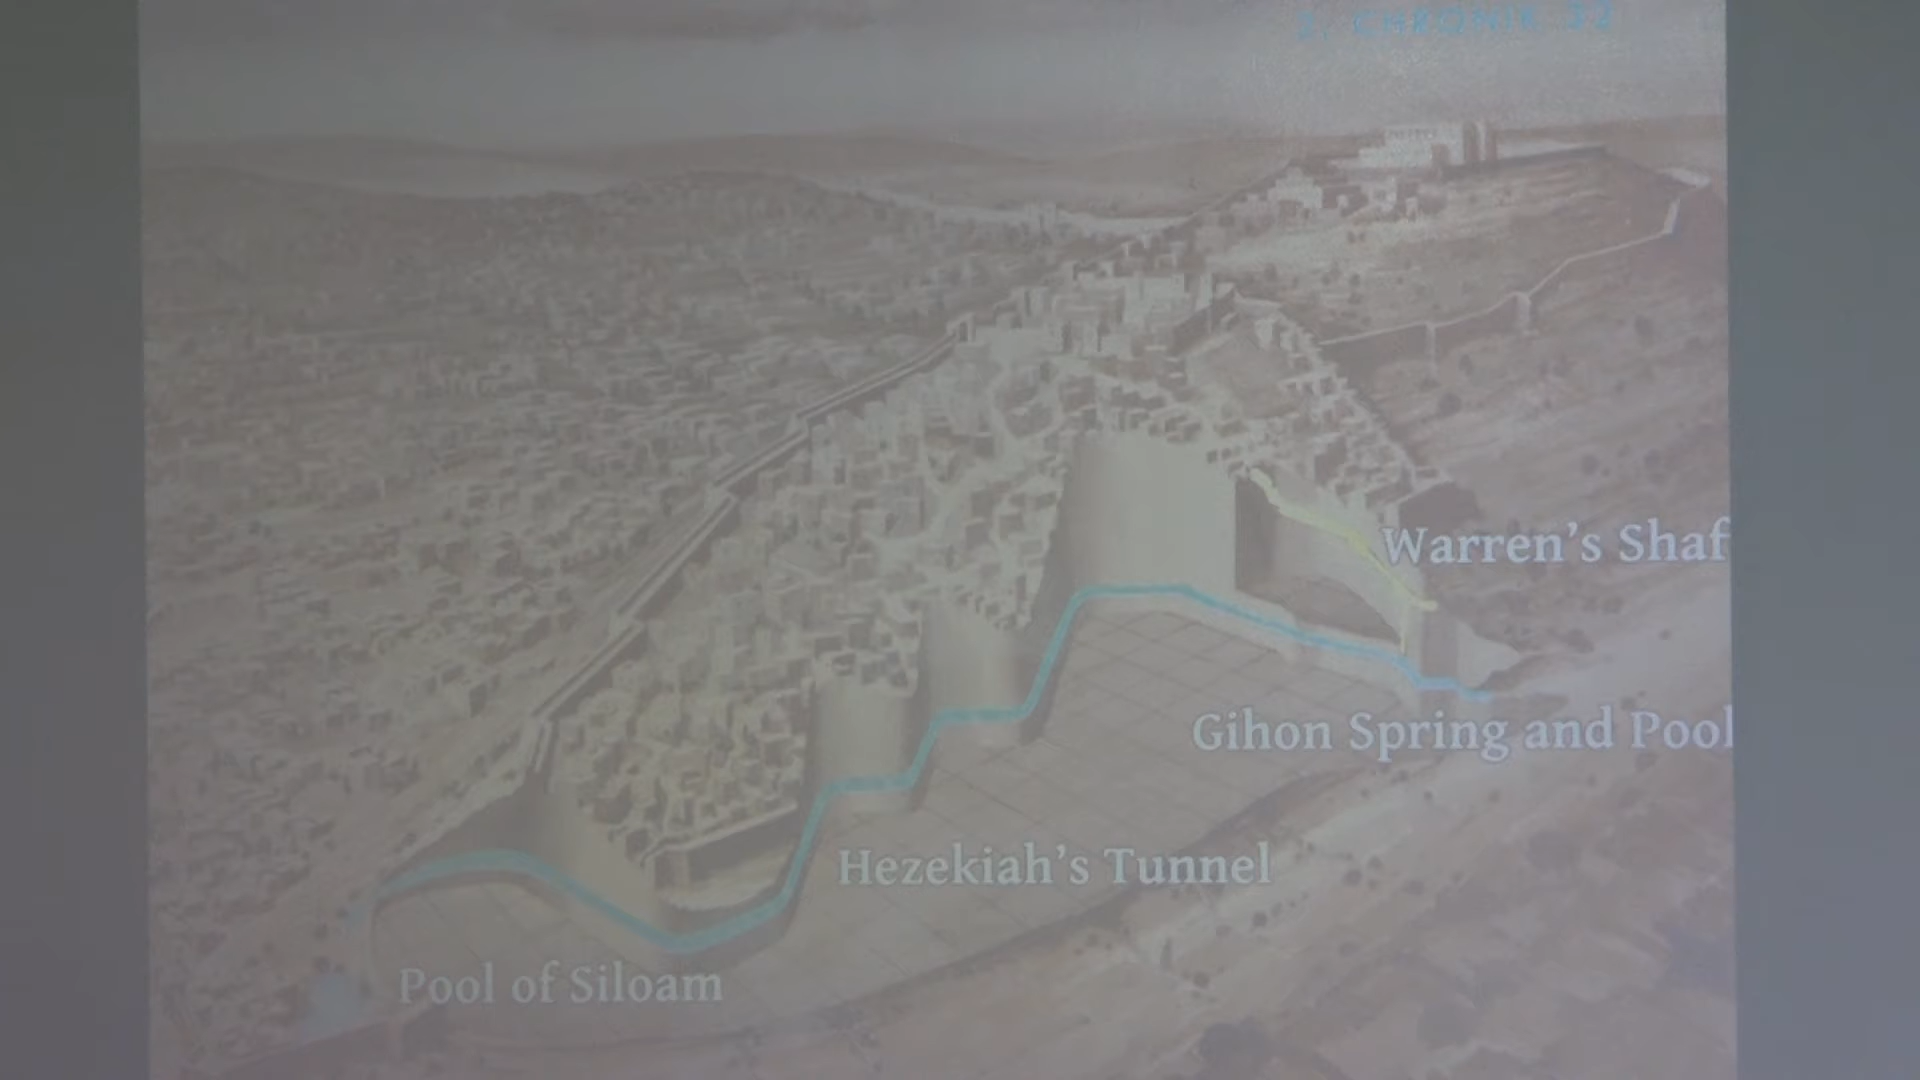 2. CHRONIK 32
Warren's Shaf
Gihon Spring and Pool
Hezekiah's Tunnel
Pool of Siloam